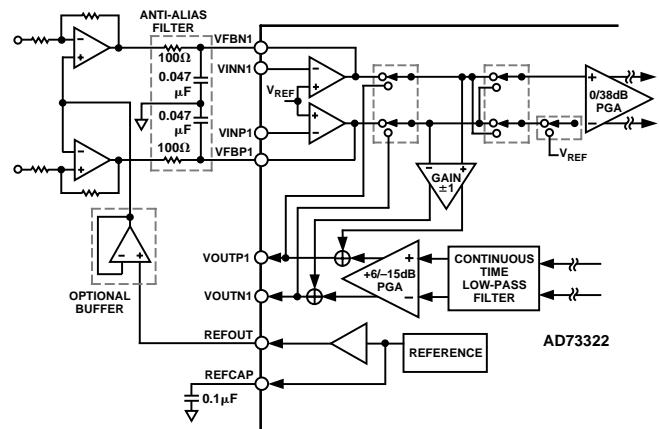 ANTI-ALIAS
FILTER
VFBN1
100Ω
VINN1
0.047
μF
VREF
0.047
μF
VINP1
100Ω
VFBP1
+
0/38dB
PGA
–
VREF
GAIN
±1
VOUTP1
+6/–15dB
PGA
CONTINUOUS
TIME
LOW-PASS
FILTER
VOUTN1
OPTIONAL
BUFFER
REFOUT
REFERENCE
AD73322
REFCAP
0.1μF